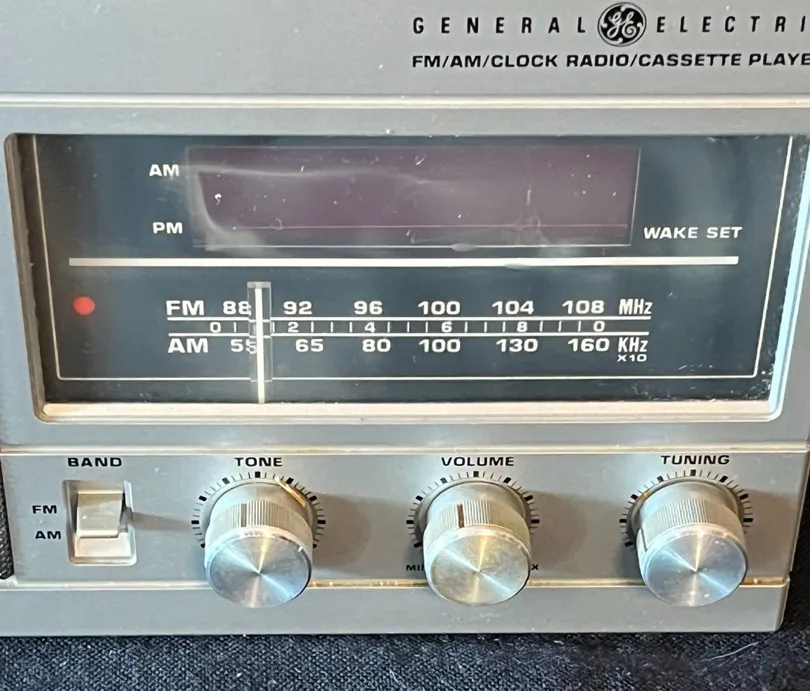 GENERAL GE ELECTRI
FM/AM/CLOCK RADIO/CASSETTE PLAYE
AM
PM
WAKE SET
FM 88 92 96 100 104 108 MHz
0 2 4 6 8 0
AM 55 65 80 100 130 160 KHz
X10
BAND TONE VOLUME TUNING
FM
AM
MI X